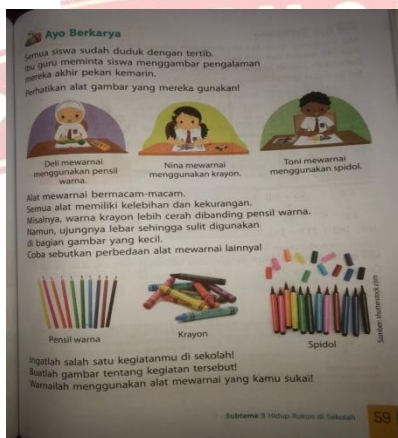 Ayo Berkarya
Semua siswa sudah duduk dengan tertib.
Ibu guru meminta siswa menggambar pengalaman
mereka akhir pekan kemarin.
Perhatikan alat gambar yang mereka gunakan!
Deli mewarnai
menggunakan pensil
warna.
Nina mewarnai
menggunakan krayon.
Toni mewarnai
menggunakan spidol.
Alat mewarnai bermacam-macam.
Semua alat memiliki kelebihan dan kekurangan.
Misalnya, warna krayon lebih cerah dibanding pensil warna.
Namun, ujungnya lebar sehingga sulit digunakan
di bagian gambar yang kecil.
Coba sebutkan perbedaan alat mewarnai lainnya!
Pensil warna
Krayon
Spidol
Sumber: shutterstock.com
Ingatlah salah satu kegiatanmu di sekolah!
Buatlah gambar tentang kegiatan tersebut!
Warnailah menggunakan alat mewarnai yang kamu sukai!
Subtema 3 Hidup Rukun di Sekolah
59